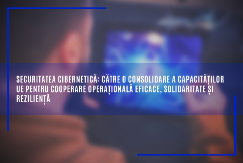 SECURITATEA CIBERNETICĂ: CĂTRE O CONSOLIDARE A CAPACITĂȚILOR
UE PENTRU COOPERARE OPERAȚIONALĂ EFICACE, SOLIDARITATE ȘI
REZILIENȚĂ